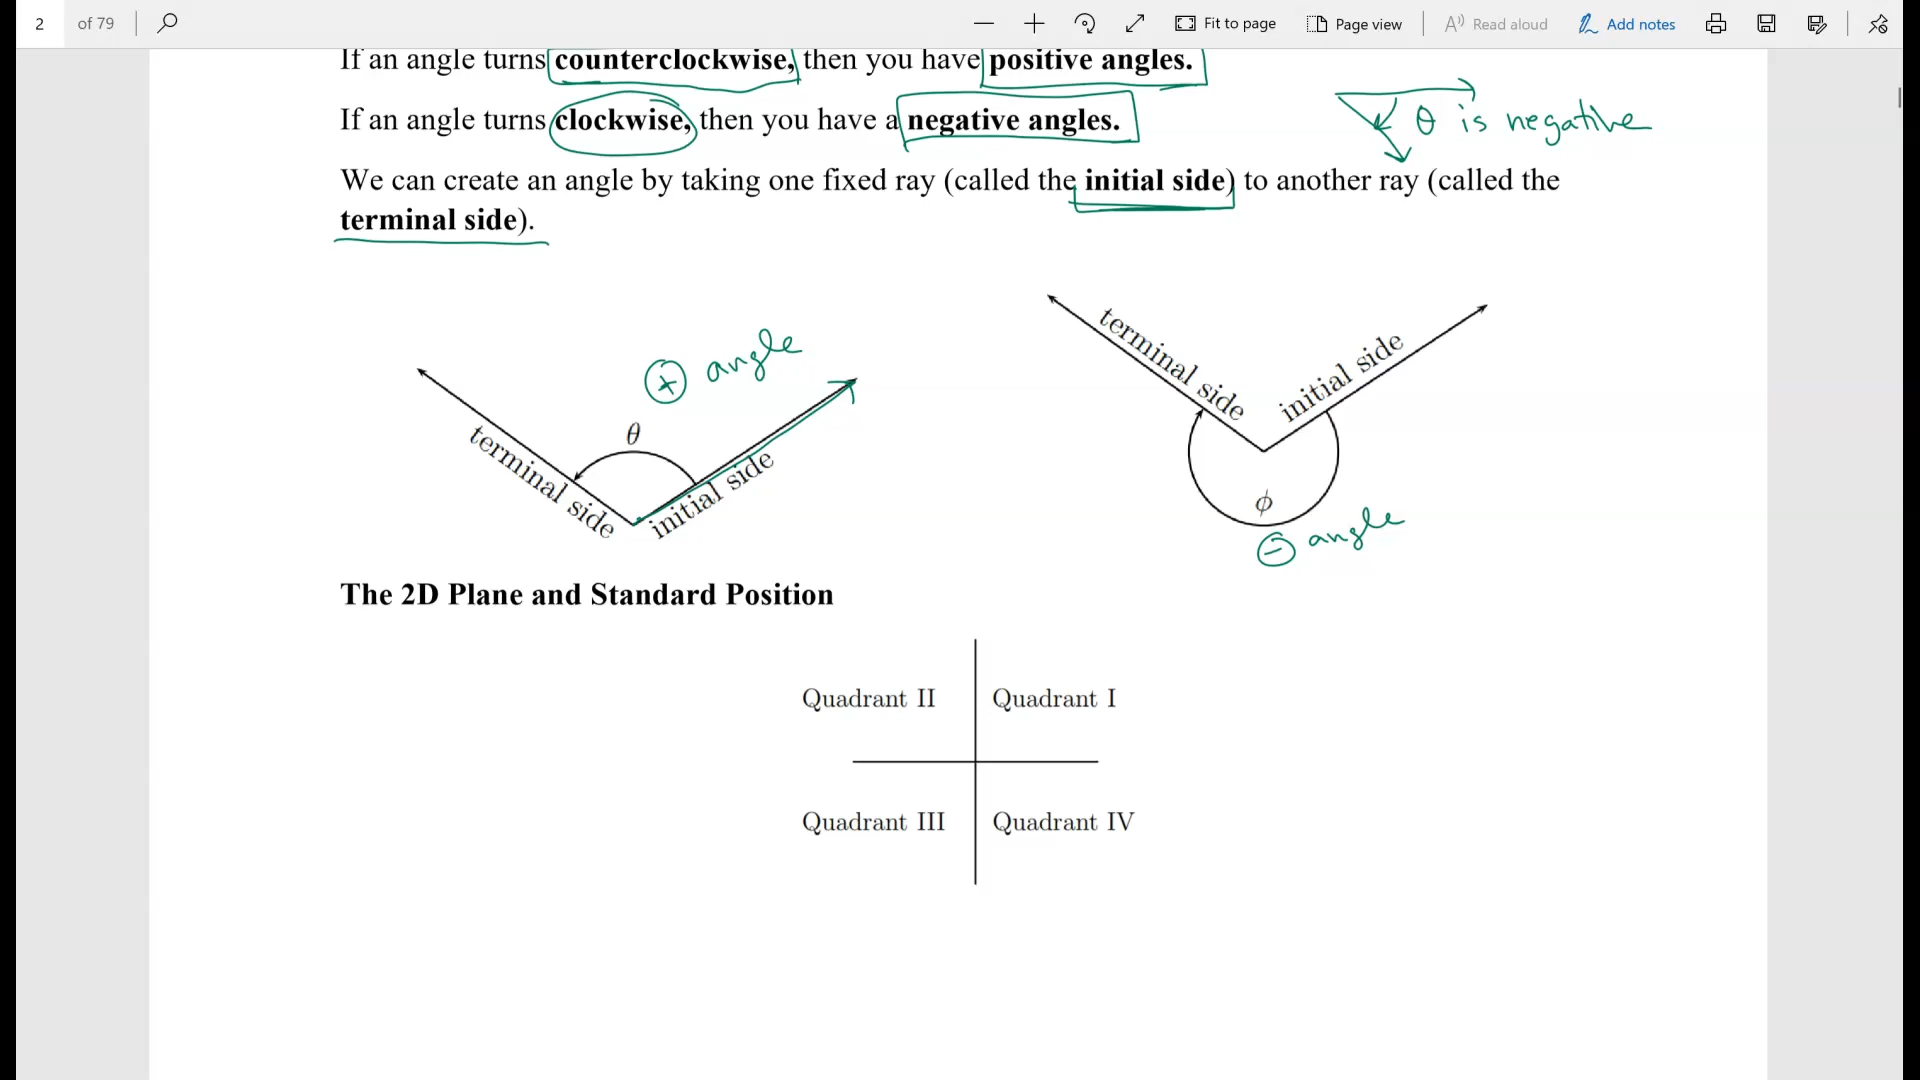 2 of 79 Fit to page Page view Read aloud Add notes
If an angle turns counterclockwise, then you have positive angles.
If an angle turns clockwise, then you have a negative angles.
θ is negative
We can create an angle by taking one fixed ray (called the initial side) to another ray (called the
terminal side).
+ angle
θ
terminal side
initial side
terminal side
initial side
ϕ
- angle
The 2D Plane and Standard Position
Quadrant II Quadrant I
Quadrant III Quadrant IV